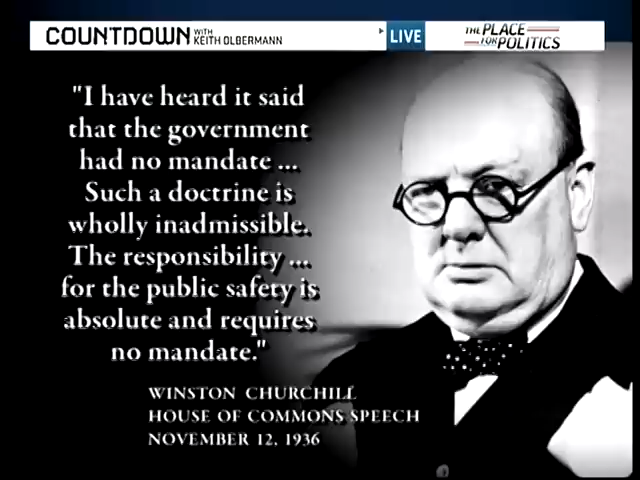 COUNTDOWN WITH KEITH OLBERMANN
LIVE
THE PLACE FOR POLITICS
"I have heard it said
that the government
had no mandate ...
Such a doctrine is
wholly inadmissible.
The responsibility ...
for the public safety is
absolute and requires
no mandate."
WINSTON CHURCHILL
HOUSE OF COMMONS SPEECH
NOVEMBER 12, 1936